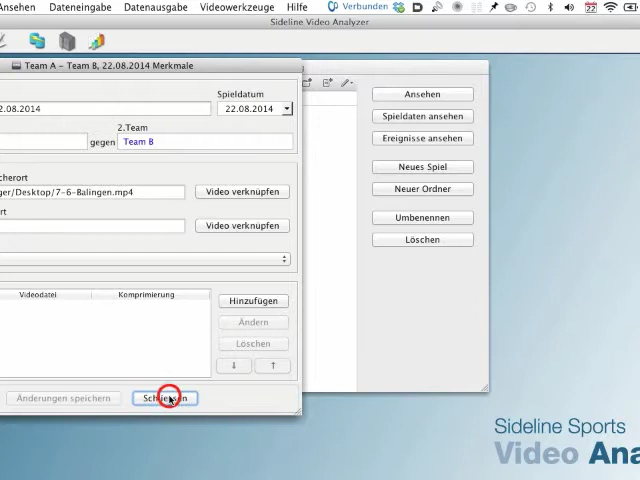 Ansehen Dateneingabe Datenausgabe Videowerkzeuge Hilfe Verbunden 22
Sideline Video Analyzer
Team A - Team B, 22.08.2014 Merkmale
Spieldatum
2.08.2014 22.08.2014
2.Team
gegen Team B
cherort
ger/Desktop/7-6-Balingen.mp4 Video verknüpfen
rt
Video verknüpfen
Videodatei Komprimierung
Hinzufügen
Ändern
Löschen
Änderungen speichern Schliessen
Ansehen
Spieldaten ansehen
Ereignisse ansehen
Neues Spiel
Neuer Ordner
Umbenennen
Löschen
Sideline Sports
Video Ana